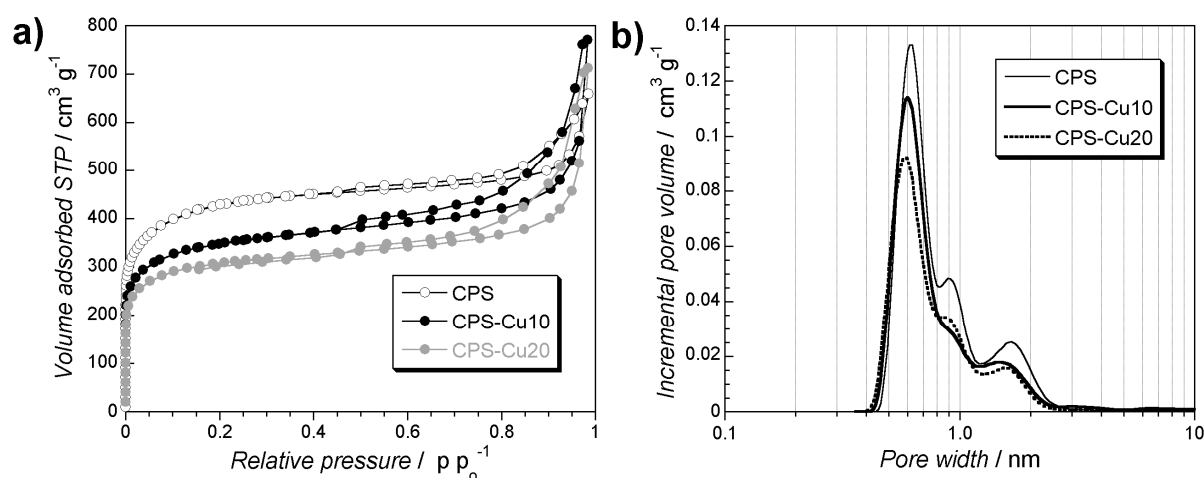 a)
800
700
600
500
400
300
200
100
0
Volume adsorbed STP / cm³ g⁻¹
CPS
CPS-Cu10
CPS-Cu20
0 0.2 0.4 0.6 0.8 1
Relative pressure / p pₒ⁻¹
b)
0.14
0.12
0.1
0.08
0.06
0.04
0.02
0
Incremental pore volume / cm³ g⁻¹
CPS
CPS-Cu10
CPS-Cu20
0.1 1.0 10
Pore width / nm